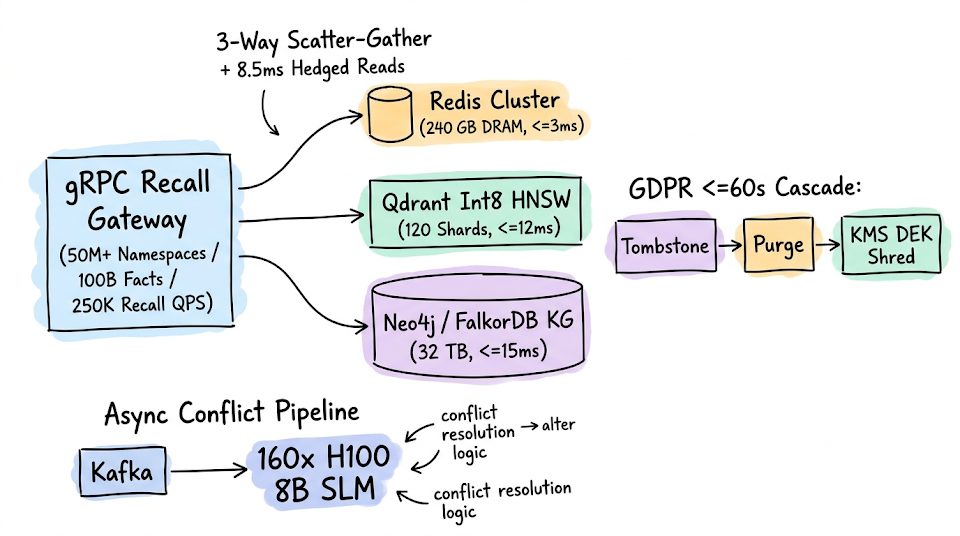 3-Way Scatter-Gather
+ 8.5ms Hedged Reads
gRPC Recall
Gateway
(50M+ Namespaces /
100B Facts /
250K Recall QPS)
Redis Cluster
(240 GB DRAM, <=3ms)
Qdrant Int8 HNSW
(120 Shards, <=12ms)
Neo4j / FalkorDB KG
(32 TB, <=15ms)
GDPR <=60s Cascade:
Tombstone
Purge
KMS DEK
Shred
Async Conflict Pipeline
Kafka
160x H100
8B SLM
conflict
resolution → alter
logic
conflict resolution
logic